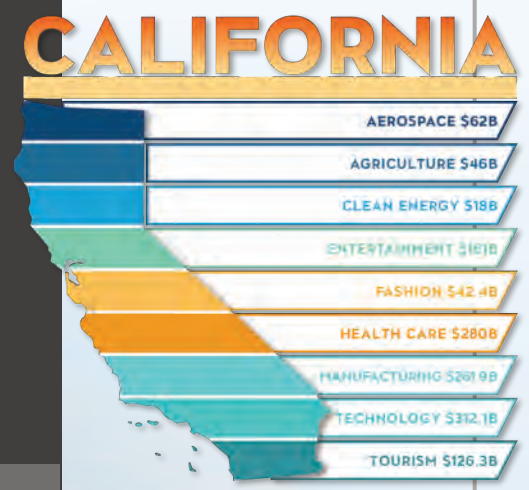 CALIFORNIA
AEROSPACE $62B
AGRICULTURE $46B
CLEAN ENERGY $18B
ENTERTAINMENT $161B
FASHION $42.4B
HEALTH CARE $280B
MANUFACTURING $261.9B
TECHNOLOGY $312.1B
TOURISM $126.3B